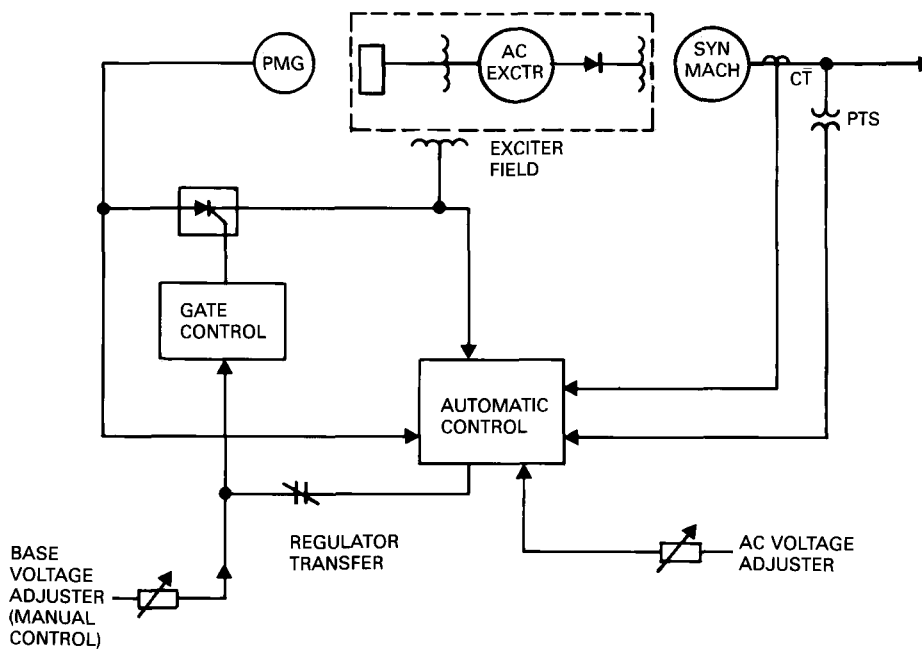 PMG
AC
EXCTR
SYN
MACH
CT
PTS
EXCITER
FIELD
GATE
CONTROL
AUTOMATIC
CONTROL
REGULATOR
TRANSFER
BASE
VOLTAGE
ADJUSTER
(MANUAL
CONTROL)
AC VOLTAGE
ADJUSTER